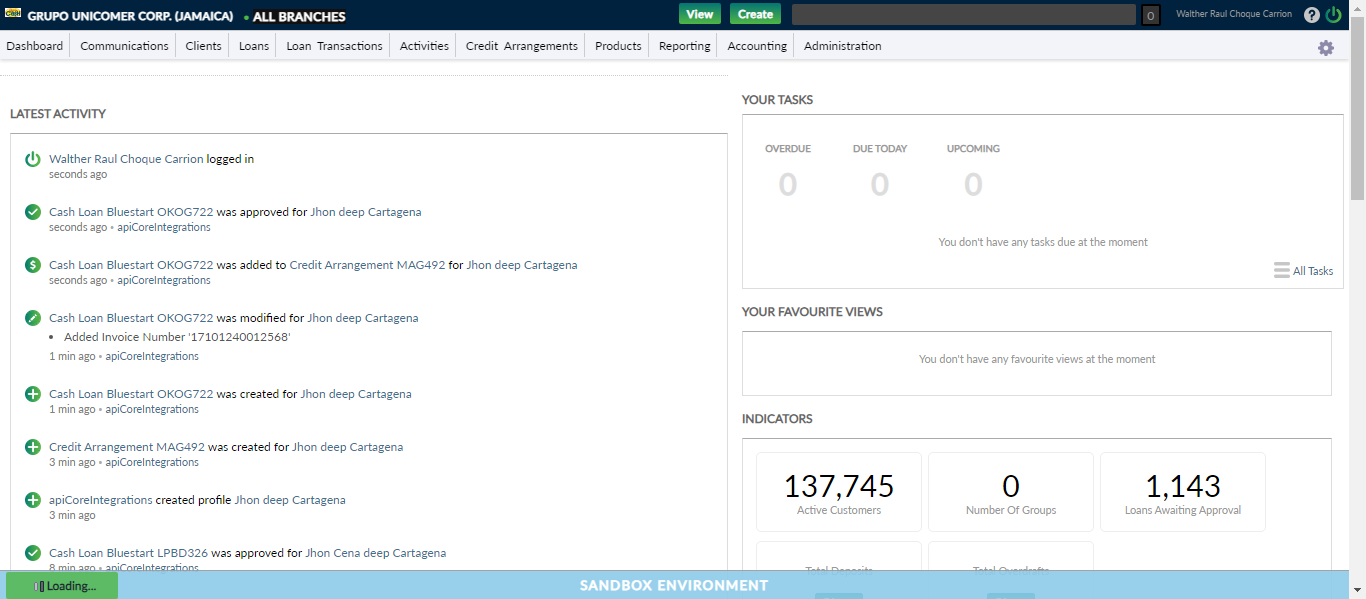 CASH GRUPO UNICOMER CORP. (JAMAICA) • ALL BRANCHES View Create 0 Walther Raul Choque Carrion ?
Dashboard Communications Clients Loans Loan Transactions Activities Credit Arrangements Products Reporting Accounting Administration
LATEST ACTIVITY
Walther Raul Choque Carrion logged in
seconds ago
Cash Loan Bluestart OKOG722 was approved for Jhon deep Cartagena
seconds ago • apiCoreIntegrations
$ Cash Loan Bluestart OKOG722 was added to Credit Arrangement MAG492 for Jhon deep Cartagena
seconds ago • apiCoreIntegrations
Cash Loan Bluestart OKOG722 was modified for Jhon deep Cartagena
• Added Invoice Number '17101240012568'
1 min ago • apiCoreIntegrations
Cash Loan Bluestart OKOG722 was created for Jhon deep Cartagena
1 min ago • apiCoreIntegrations
Credit Arrangement MAG492 was created for Jhon deep Cartagena
3 min ago • apiCoreIntegrations
apiCoreIntegrations created profile Jhon deep Cartagena
3 min ago
Cash Loan Bluestart LPBD326 was approved for Jhon Cena deep Cartagena
8 min ago • apiCoreIntegrations
YOUR TASKS
OVERDUE DUE TODAY UPCOMING
0 0 0
You don't have any tasks due at the moment
All Tasks
YOUR FAVOURITE VIEWS
You don't have any favourite views at the moment
INDICATORS
137,745 0 1,143
Active Customers Number Of Groups Loans Awaiting Approval
Total Deposits Total Overdrafts
Loading... SANDBOX ENVIRONMENT